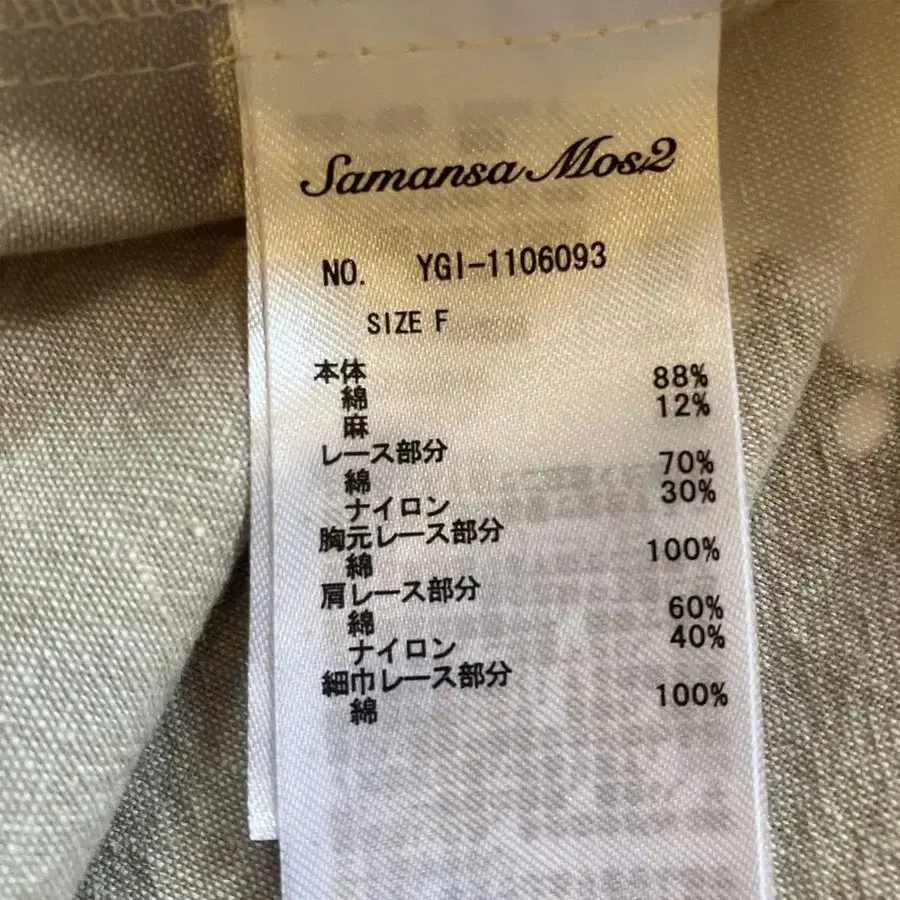 Samansa Mos2
NO. YGI-1106093
SIZE F
本体
綿 88%
麻 12%
レース部分
綿 70%
ナイロン 30%
胸元レース部分
綿 100%
肩レース部分
綿 60%
ナイロン 40%
細巾レース部分
綿 100%